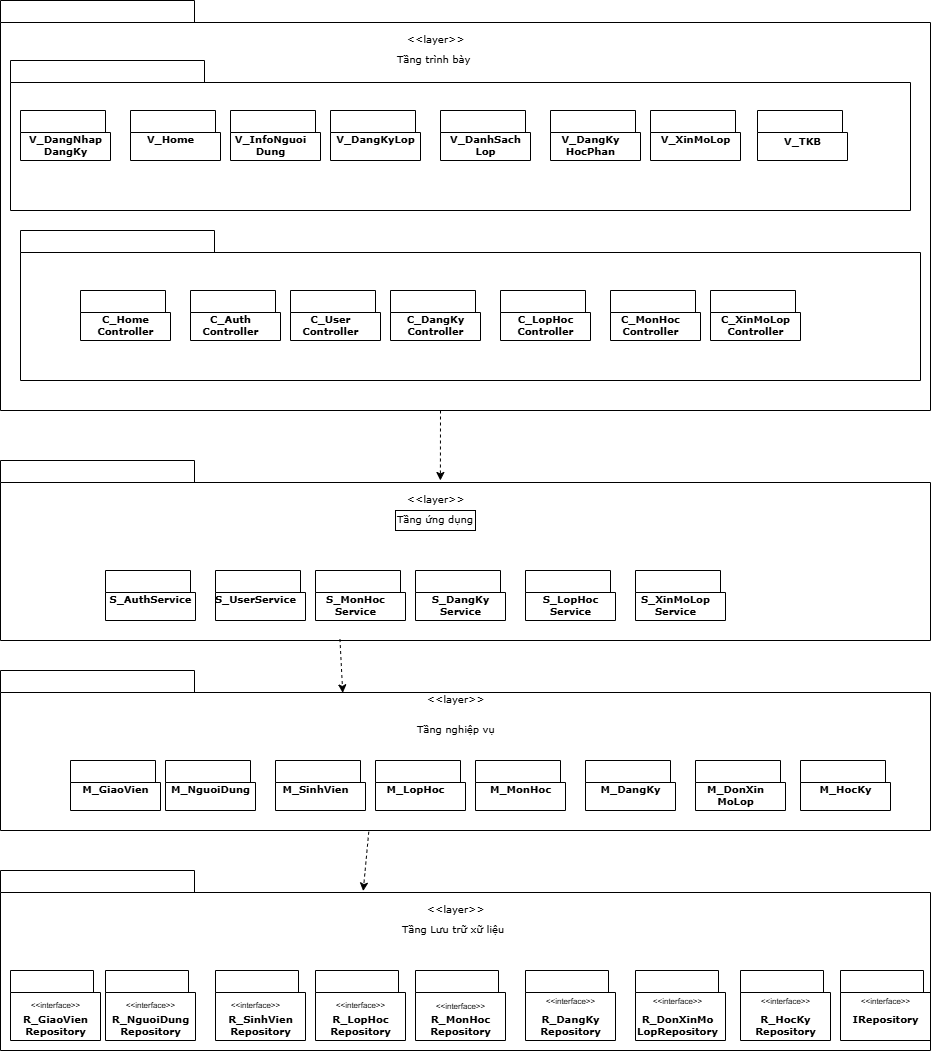 <<layer>>
Tầng trình bày
V_DangNhap
DangKy
V_Home
V_InfoNguoi
Dung
V_DangKyLop
V_DanhSach
Lop
V_DangKy
HocPhan
V_XinMoLop
V_TKB
C_Home
Controller
C_Auth
Controller
C_User
Controller
C_DangKy
Controller
C_LopHoc
Controller
C_MonHoc
Controller
C_XinMoLop
Controller
<<layer>>
Tầng ứng dụng
S_AuthService
S_UserService
S_MonHoc
Service
S_DangKy
Service
S_LopHoc
Service
S_XinMoLop
Service
<<layer>>
Tầng nghiệp vụ
M_GiaoVien
M_NguoiDung
M_SinhVien
M_LopHoc
M_MonHoc
M_DangKy
M_DonXin
MoLop
M_HocKy
<<layer>>
Tầng Lưu trữ xữ liệu
<<interface>>
R_GiaoVien
Repository
<<interface>>
R_NguoiDung
Repository
<<interface>>
R_SinhVien
Repository
<<interface>>
R_LopHoc
Repository
<<interface>>
R_MonHoc
Repository
<<interface>>
R_DangKy
Repository
<<interface>>
R_DonXinMo
LopRepository
<<interface>>
R_HocKy
Repository
<<interface>>
IRepository